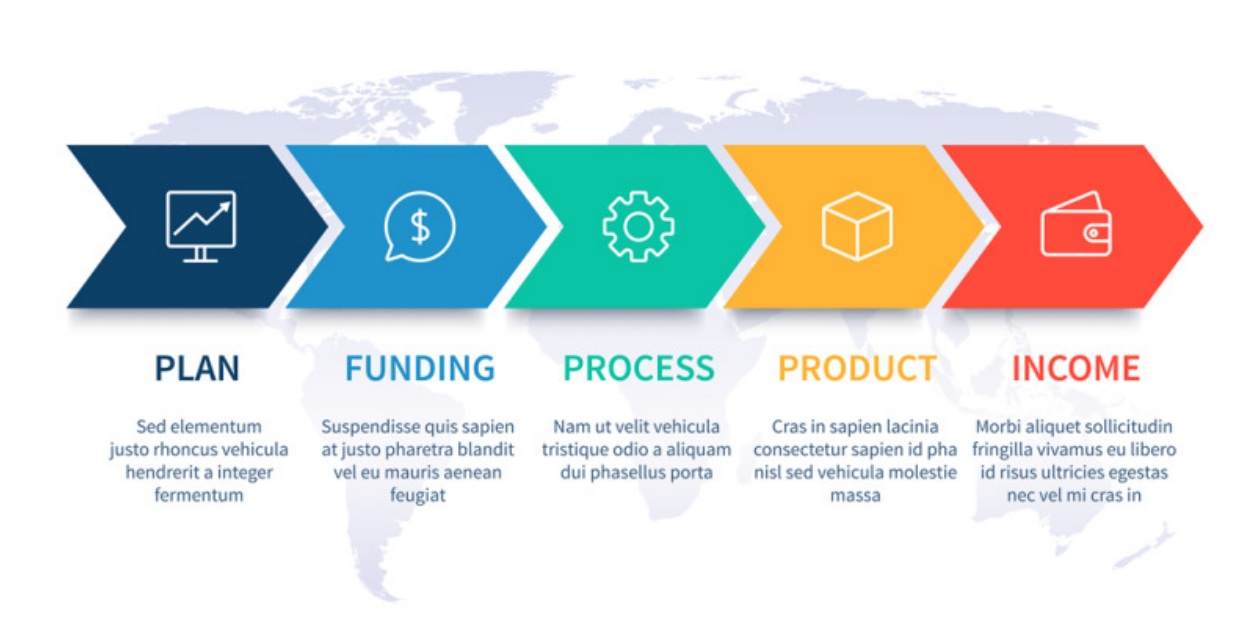 $
PLAN
Sed elementum
justo rhoncus vehicula
hendrerit a integer
fermentum
FUNDING
Suspendisse quis sapien
at justo pharetra blandit
vel eu mauris aenean
feugiat
PROCESS
Nam ut velit vehicula
tristique odio a aliquam
dui phasellus porta
PRODUCT
Cras in sapien lacinia
consectetur sapien id pha
nisl sed vehicula molestie
massa
INCOME
Morbi aliquet sollicitudin
fringilla vivamus eu libero
id risus ultricies egestas
nec vel mi cras in